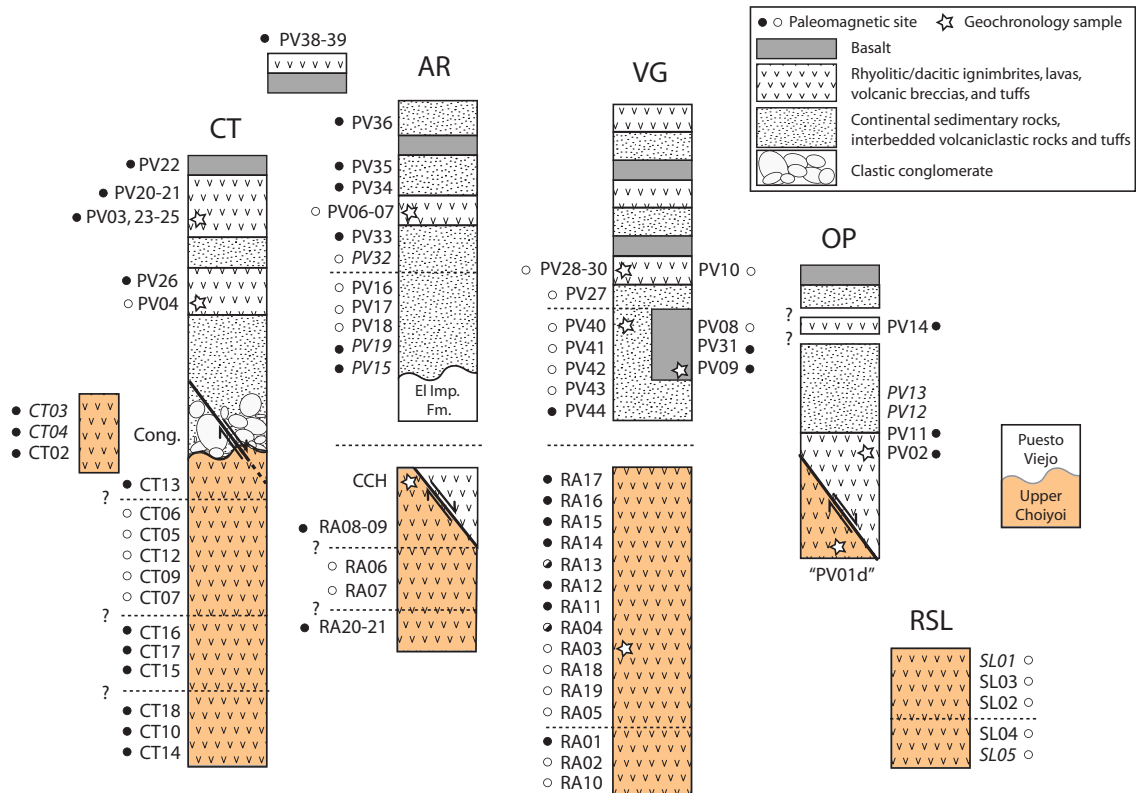 PV38-39
CT
PV22
PV20-21
PV03, 23-25
PV26
PV04
Cong.
CT03
CT04
CT02
CT13
?
CT06
CT05
CT12
CT09
CT07
?
CT16
CT17
CT15
?
CT18
CT10
CT14
AR
PV36
PV35
PV34
PV06-07
PV33
PV32
PV16
PV17
PV18
PV19
PV15
El Imp.
Fm.
CCH
RA08-09
?
RA06
RA07
?
RA20-21
VG
PV28-30
PV10
PV27
PV40
PV08
PV41
PV31
PV42
PV09
PV43
PV44
RA17
RA16
RA15
RA14
RA13
RA12
RA11
RA04
RA03
RA18
RA19
RA05
RA01
RA02
RA10
Paleomagnetic site
Geochronology sample
Basalt
Rhyolitic/dacitic ignimbrites, lavas,
volcanic breccias, and tuffs
Continental sedimentary rocks,
interbedded volcaniclastic rocks and tuffs
Clastic conglomerate
OP
?
PV14
?
PV13
PV12
PV11
PV02
"PV01d"
Puesto
Viejo
Upper
Choiyoi
RSL
SL01
SL03
SL02
SL04
SL05